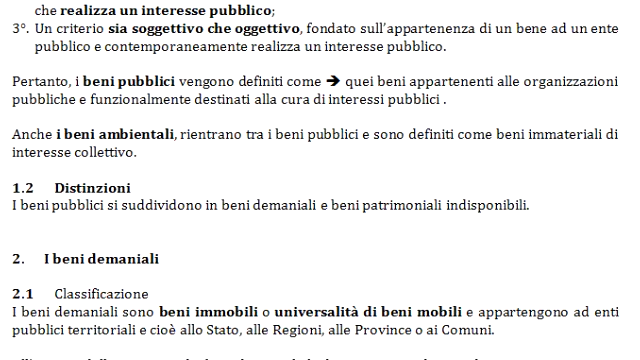 che realizza un interesse pubblico;
3°. Un criterio sia soggettivo che oggettivo, fondato sull'appartenenza di un bene ad un ente
pubblico e contemporaneamente realizza un interesse pubblico.
Pertanto, i beni pubblici vengono definiti come ➔ quei beni appartenenti alle organizzazioni
pubbliche e funzionalmente destinati alla cura di interessi pubblici .
Anche i beni ambientali, rientrano tra i beni pubblici e sono definiti come beni immateriali di
interesse collettivo.
1.2 Distinzioni
I beni pubblici si suddividono in beni demaniali e beni patrimoniali indisponibili.
2. I beni demaniali
2.1 Classificazione
I beni demaniali sono beni immobili o universalità di beni mobili e appartengono ad enti
pubblici territoriali e cioè allo Stato, alle Regioni, alle Province o ai Comuni.